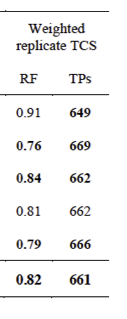 Weighted
replicate TCS
RF TPs
0.91 649
0.76 669
0.84 662
0.81 662
0.79 666
0.82 661